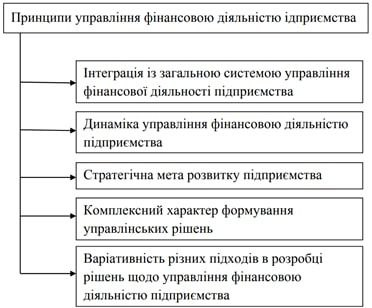 Принципи управління фінансовою діяльністю ідприємства
Інтеграція із загальною системою управління
фінансової діяльності підприємства
Динаміка управління фінансовою діяльністю
підприємства
Стратегічна мета розвитку підприємства
Комплексний характер формування
управлінських рішень
Варіативність різних підходів в розробці
рішень щодо управління фінансовою
діяльністю підприємства